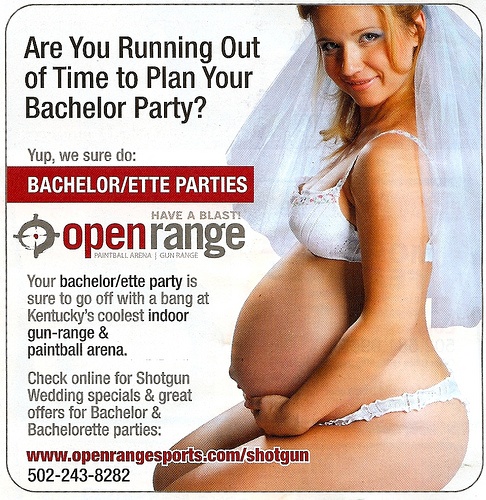 Are You Running Out
of Time to Plan Your
Bachelor Party?
Yup, we sure do:
BACHELOR/ETTE PARTIES
HAVE A BLAST!
openrange
PAINTBALL ARENA | GUN RANGE
Your bachelor/ette party is
sure to go off with a bang at
Kentucky's coolest indoor
gun-range &
paintball arena.
Check online for Shotgun
Wedding specials & great
offers for Bachelor &
Bachelorette parties:
www.openrangesports.com/shotgun
502-243-8282